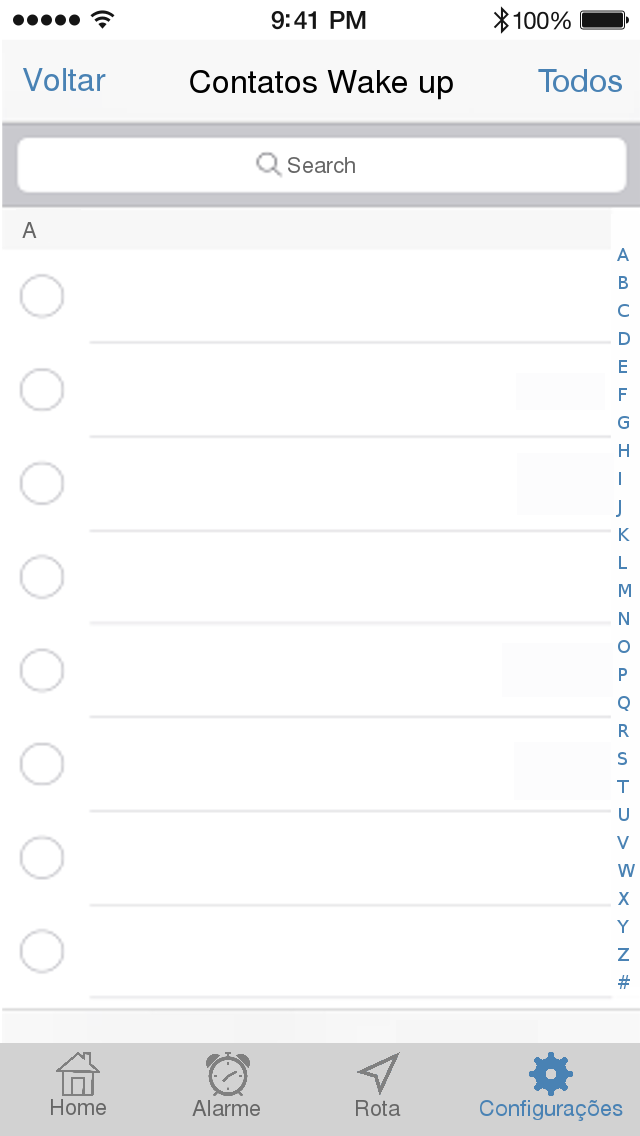 9:41 PM 100%
Voltar Contatos Wake up Todos
Search
A
A
B
C
D
E
F
G
H
I
J
K
L
M
N
O
P
Q
R
S
T
U
V
W
X
Y
Z
#
Home Alarme Rota Configurações